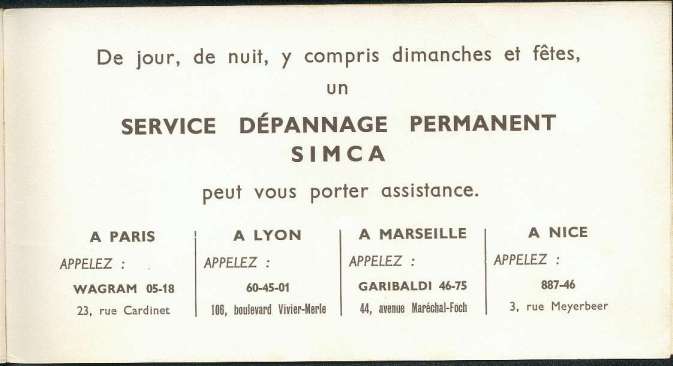 De jour, de nuit, y compris dimanches et fêtes,
un
SERVICE DÉPANNAGE PERMANENT
SIMCA
peut vous porter assistance.
A PARIS
APPELEZ :
WAGRAM 05-18
23, rue Cardinet
A LYON
APPELEZ :
60-45-01
106, boulevard Vivier-Merle
A MARSEILLE
APPELEZ :
GARIBALDI 46-75
44, avenue Maréchal-Foch
A NICE
APPELEZ :
887-46
3, rue Meyerbeer